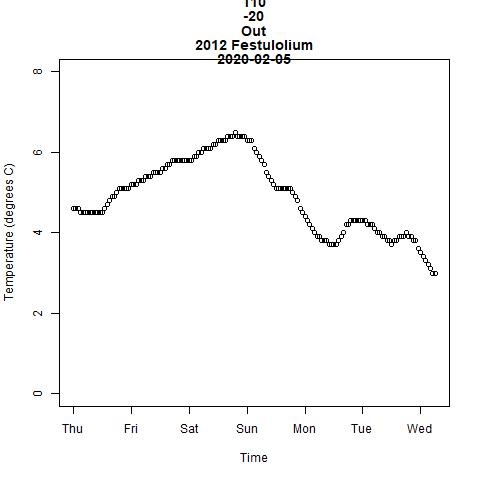 T10
-20
Out
2012 Festulolium
2020-02-05
Temperature (degrees C)
8
6
4
2
0
Thu Fri Sat Sun Mon Tue Wed
Time